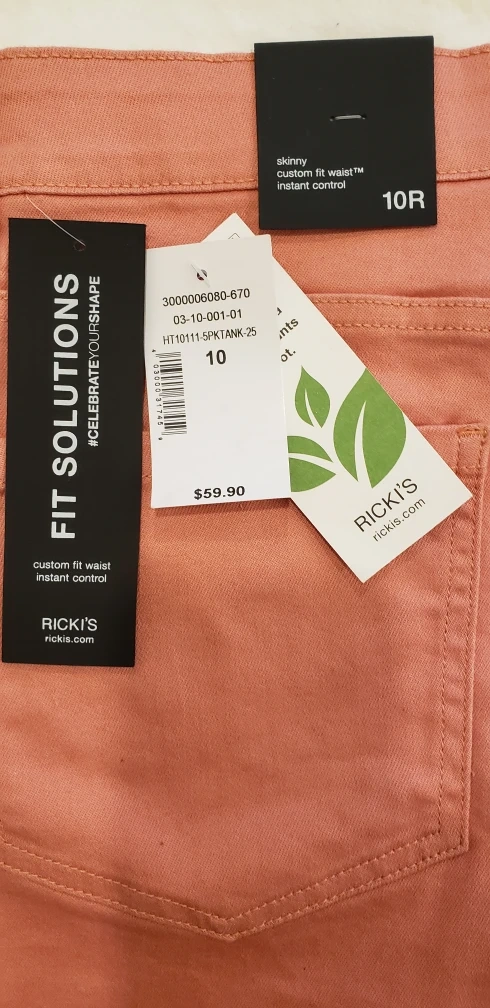 skinny
custom fit waist™
instant control
10R
FIT SOLUTIONS
#CELEBRATEYOURSHAPE
custom fit waist
instant control
RICKI'S
rickis.com
3000006080-670
03-10-001-01
HT10111-5PKTANK-25
10
$59.90
ot.
RICKI'S
rickis.com